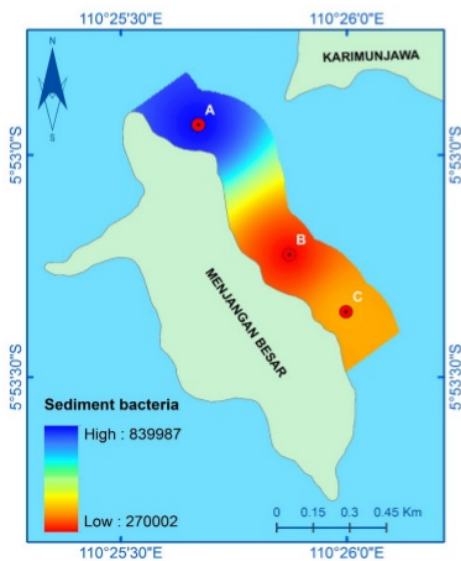 110°25'30"E 110°26'0"E
KARIMUNJAWA
N
S
A
5°53'0"S 5°53'0"S
B
C
MENJANGAN BESAR
5°53'30"S 5°53'30"S
Sediment bacteria
High : 839987
Low : 270002
0 0.15 0.3 0.45 Km
110°25'30"E 110°26'0"E